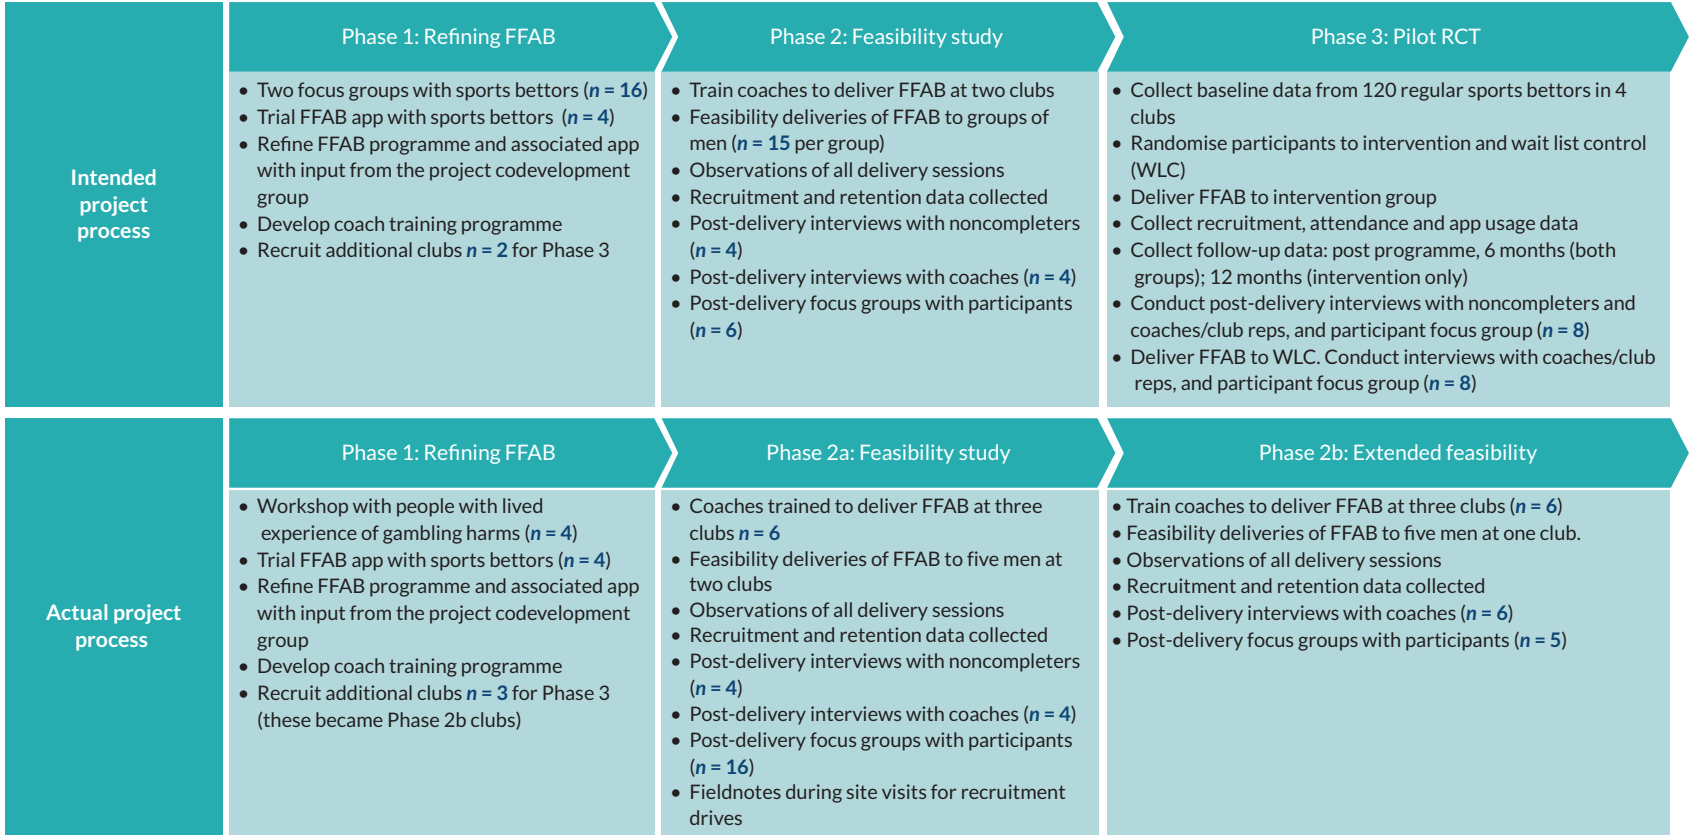 Intended
project
process
Phase 1: Refining FFAB
• Two focus groups with sports bettors (n = 16)
• Trial FFAB app with sports bettors (n = 4)
• Refine FFAB programme and associated app
with input from the project codevelopment
group
• Develop coach training programme
• Recruit additional clubs n = 2 for Phase 3
Phase 2: Feasibility study
• Train coaches to deliver FFAB at two clubs
• Feasibility deliveries of FFAB to groups of
men (n = 15 per group)
• Observations of all delivery sessions
• Recruitment and retention data collected
• Post-delivery interviews with noncompleters
(n = 4)
• Post-delivery interviews with coaches (n = 4)
• Post-delivery focus groups with participants
(n = 6)
Phase 3: Pilot RCT
• Collect baseline data from 120 regular sports bettors in 4
clubs
• Randomise participants to intervention and wait list control
(WLC)
• Deliver FFAB to intervention group
• Collect recruitment, attendance and app usage data
• Collect follow-up data: post programme, 6 months (both
groups); 12 months (intervention only)
• Conduct post-delivery interviews with noncompleters and
coaches/club reps, and participant focus group (n = 8)
• Deliver FFAB to WLC. Conduct interviews with coaches/club
reps, and participant focus group (n = 8)
Actual project
process
Phase 1: Refining FFAB
• Workshop with people with lived
experience of gambling harms (n = 4)
• Trial FFAB app with sports bettors (n = 4)
• Refine FFAB programme and associated app
with input from the project codevelopment
group
• Develop coach training programme
• Recruit additional clubs n = 3 for Phase 3
(these became Phase 2b clubs)
Phase 2a: Feasibility study
• Coaches trained to deliver FFAB at three
clubs n = 6
• Feasibility deliveries of FFAB to five men at
two clubs
• Observations of all delivery sessions
• Recruitment and retention data collected
• Post-delivery interviews with noncompleters
(n = 4)
• Post-delivery interviews with coaches (n = 4)
• Post-delivery focus groups with participants
(n = 16)
• Fieldnotes during site visits for recruitment
drives
Phase 2b: Extended feasibility
• Train coaches to deliver FFAB at three clubs (n = 6)
• Feasibility deliveries of FFAB to five men at one club.
• Observations of all delivery sessions
• Recruitment and retention data collected
• Post-delivery interviews with coaches (n = 6)
• Post-delivery focus groups with participants (n = 5)